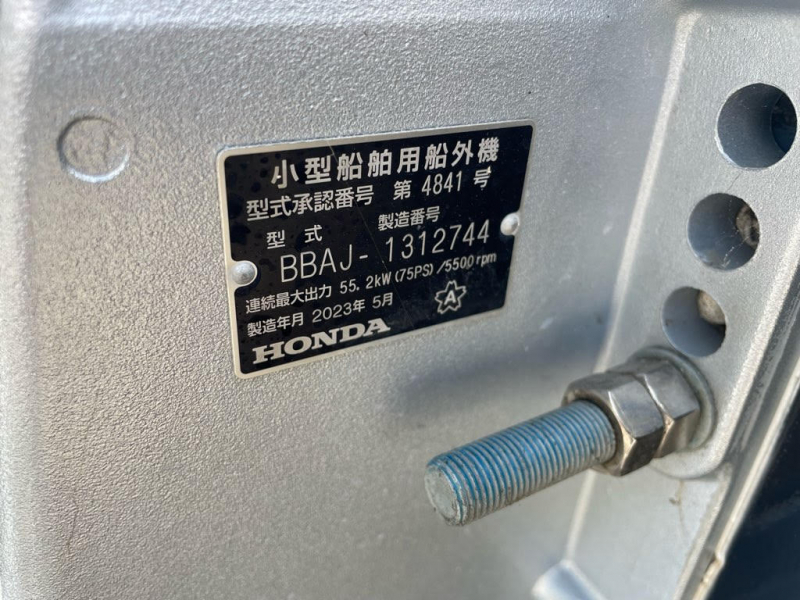 小型船舶用船外機
型式承認番号 第 4841 号
型式 製造番号
BBAJ-1312744
連続最大出力 55.2kW(75PS)/5500rpm
製造年月 2023年 5月
A
HONDA